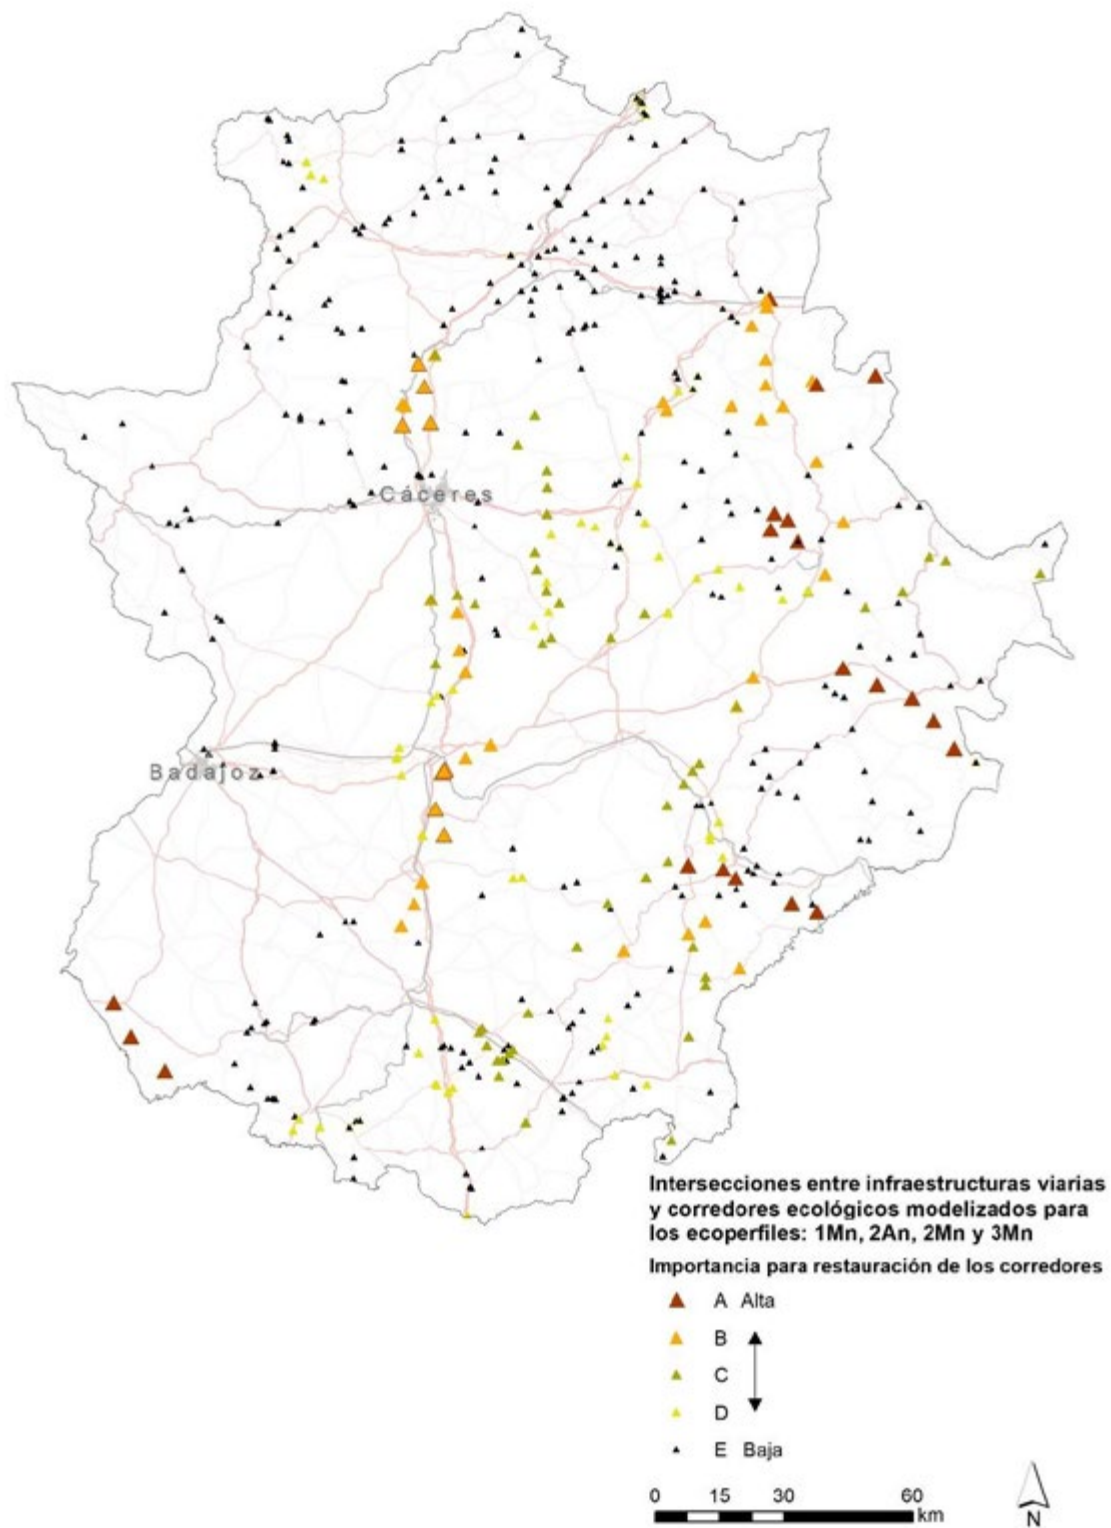 Cáceres
Badajoz
Intersecciones entre infraestructuras viarias
y corredores ecológicos modelizados para
los ecoperfiles: 1Mn, 2An, 2Mn y 3Mn
Importancia para restauración de los corredores
A Alta
B
C
D
E Baja
0 15 30 60
km
N